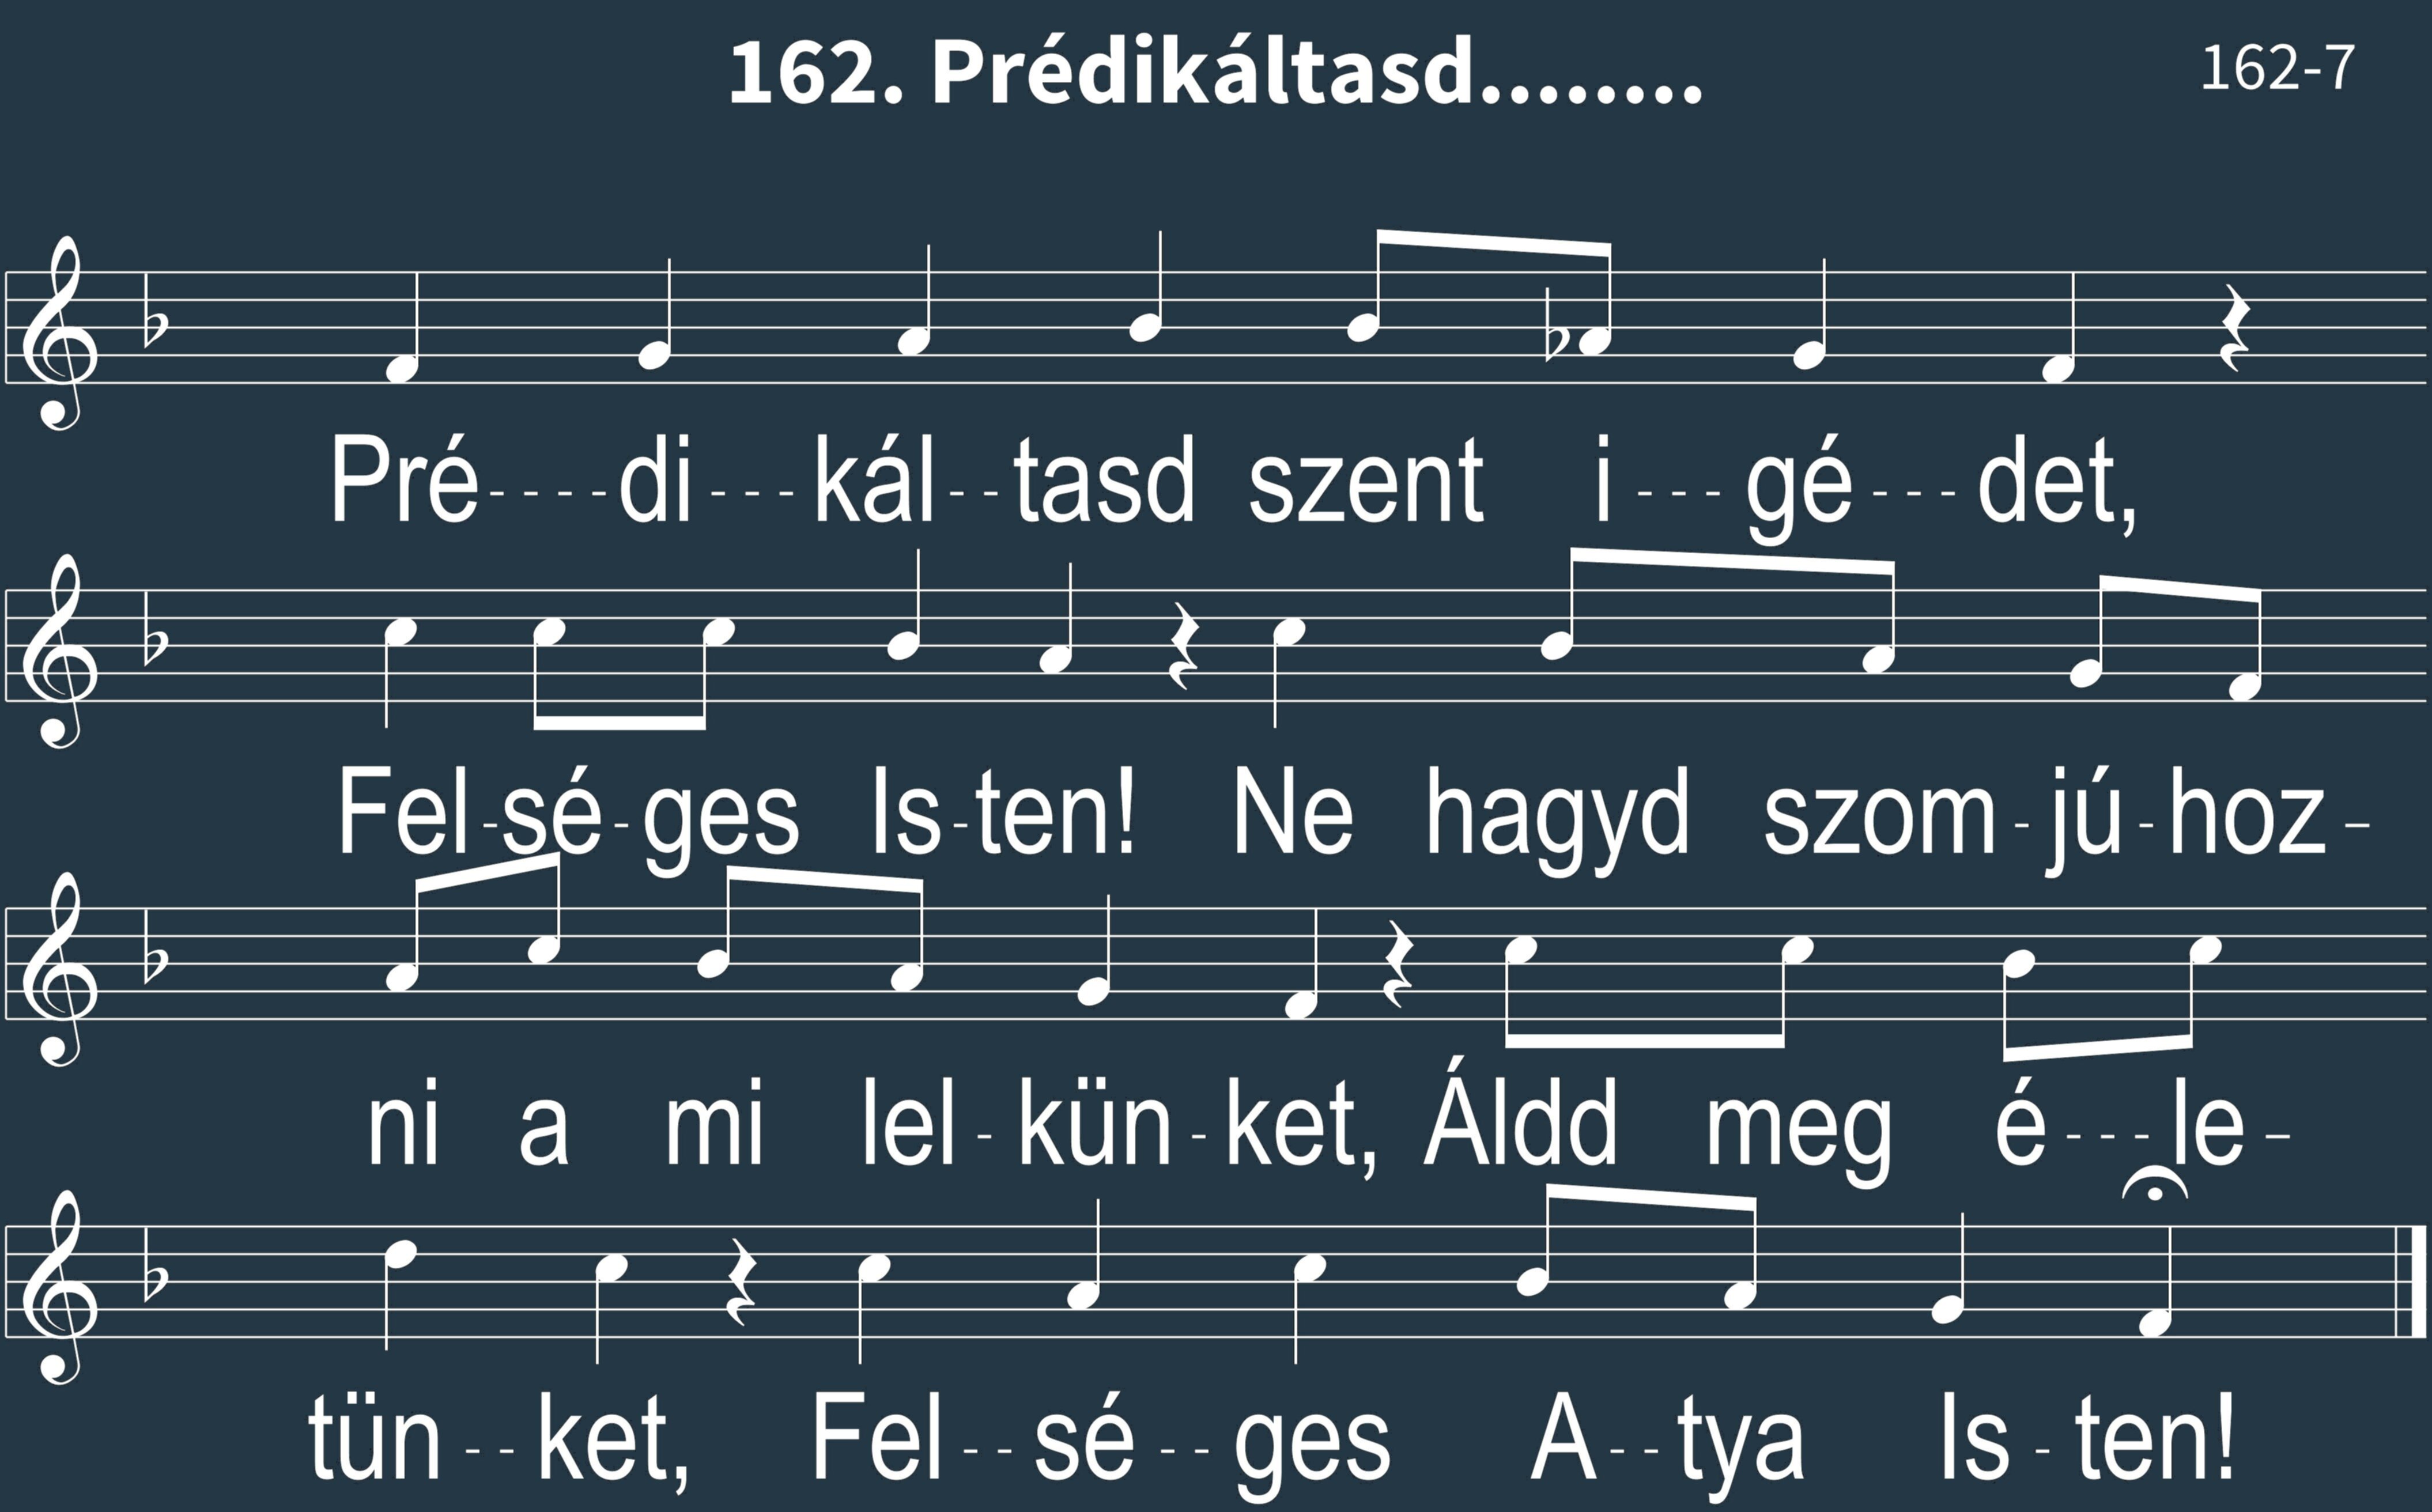 162. Prédikáltasd.........
162-7
Pré----di---kál--tasd szent i---gé---det,
Fel-sé-ges Is-ten! Ne hagyd szom-jú-hoz-
ni a mi lel-kün-ket, Áldd meg é---le-
tün--ket, Fel--sé--ges A--tya Is-ten!